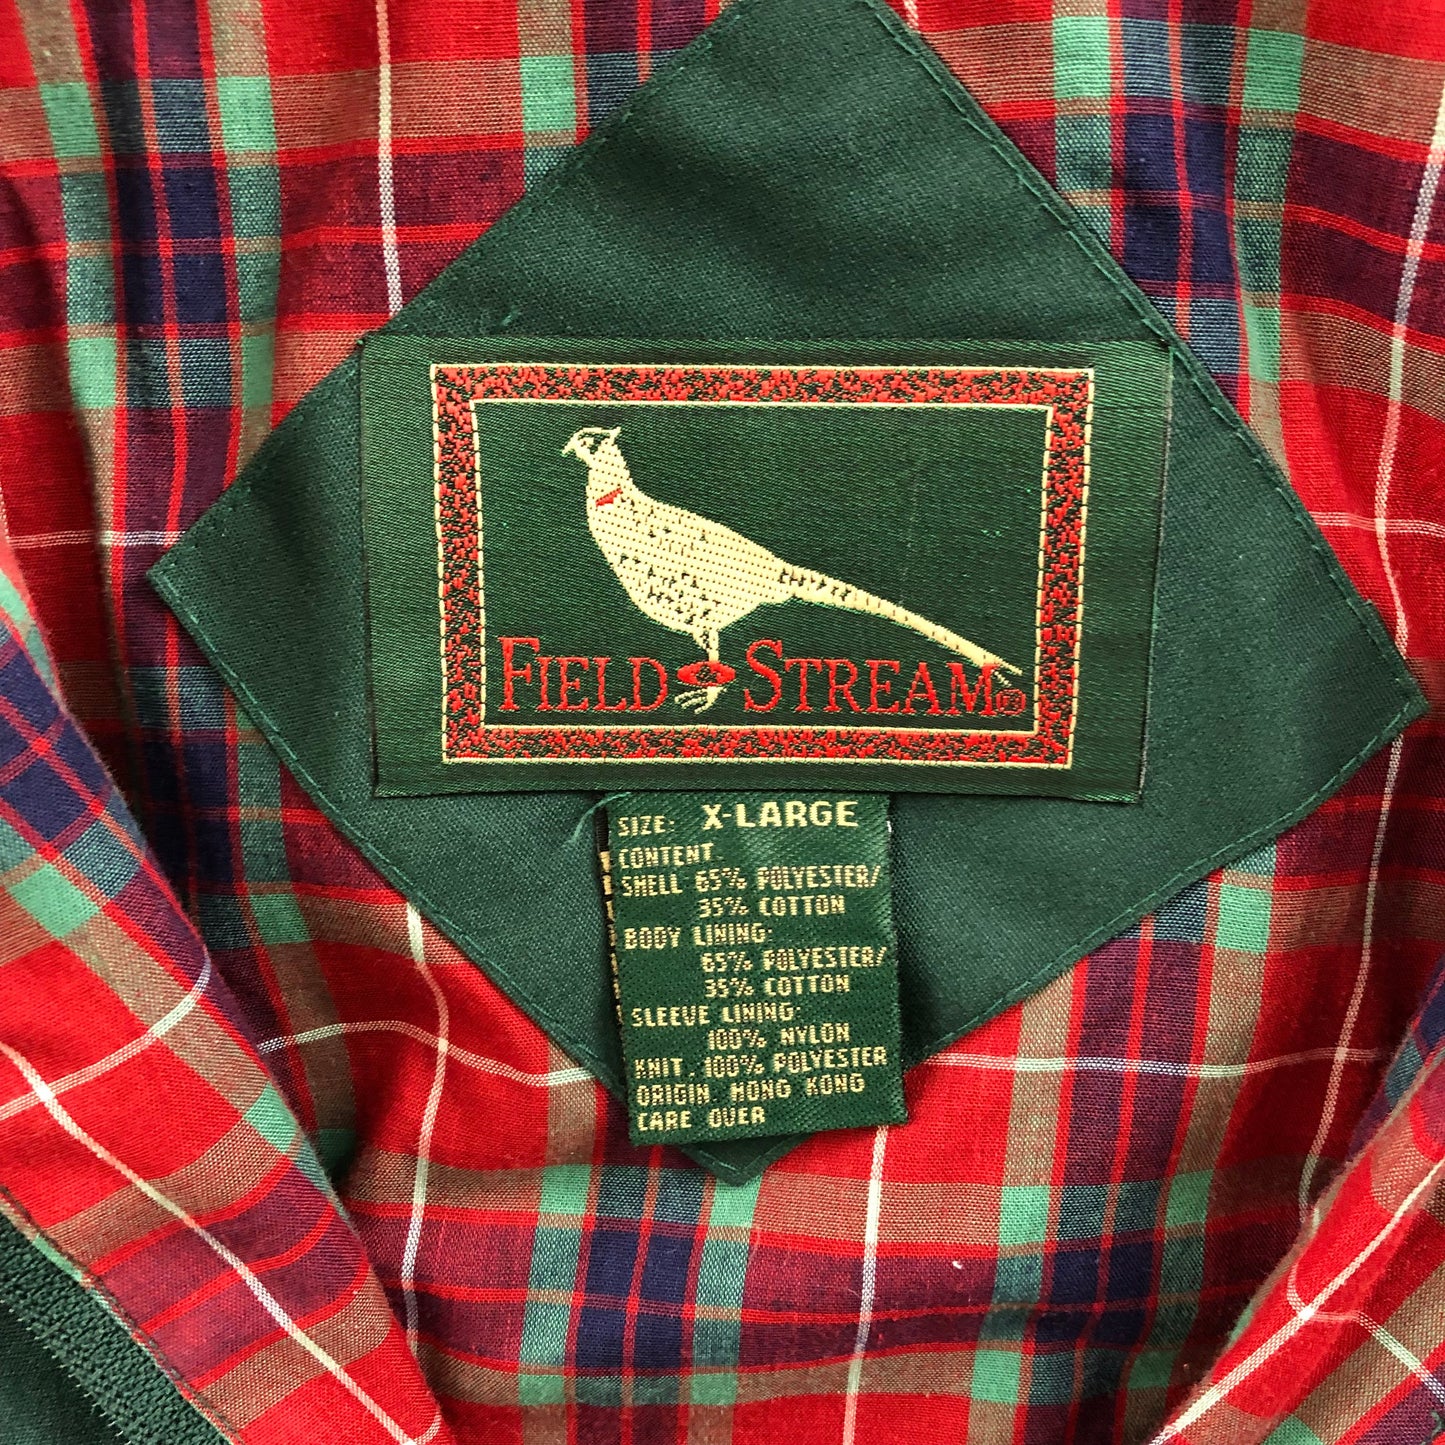 FIELD & STREAM®
SIZE: X-LARGE
CONTENT:
SHELL 65% POLYESTER/
35% COTTON
BODY LINING:
65% POLYESTER/
35% COTTON
SLEEVE LINING:
100% NYLON
KNIT: 100% POLYESTER
ORIGIN: HONG KONG
CARE OVER